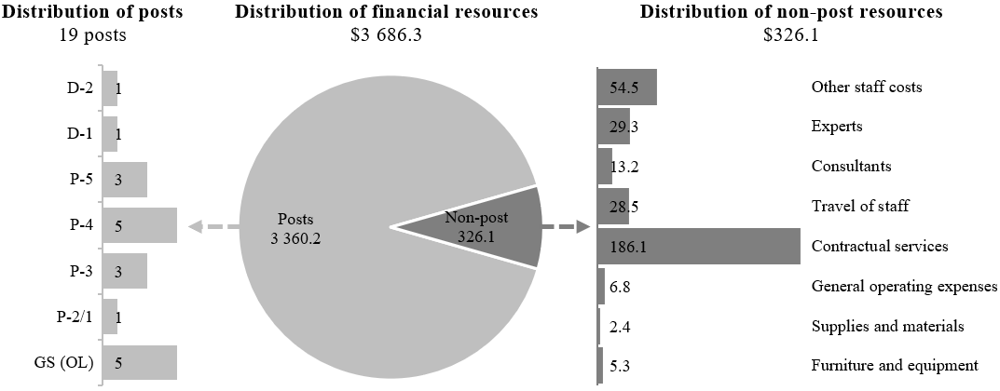 Distribution of posts
19 posts
D-2 1
D-1 1
P-5 3
P-4 5
P-3 3
P-2/1 1
GS (OL) 5
Distribution of financial resources
$3 686.3
Posts
3 360.2
Non-post
326.1
Distribution of non-post resources
$326.1
54.5 Other staff costs
29.3 Experts
13.2 Consultants
28.5 Travel of staff
186.1 Contractual services
6.8 General operating expenses
2.4 Supplies and materials
5.3 Furniture and equipment